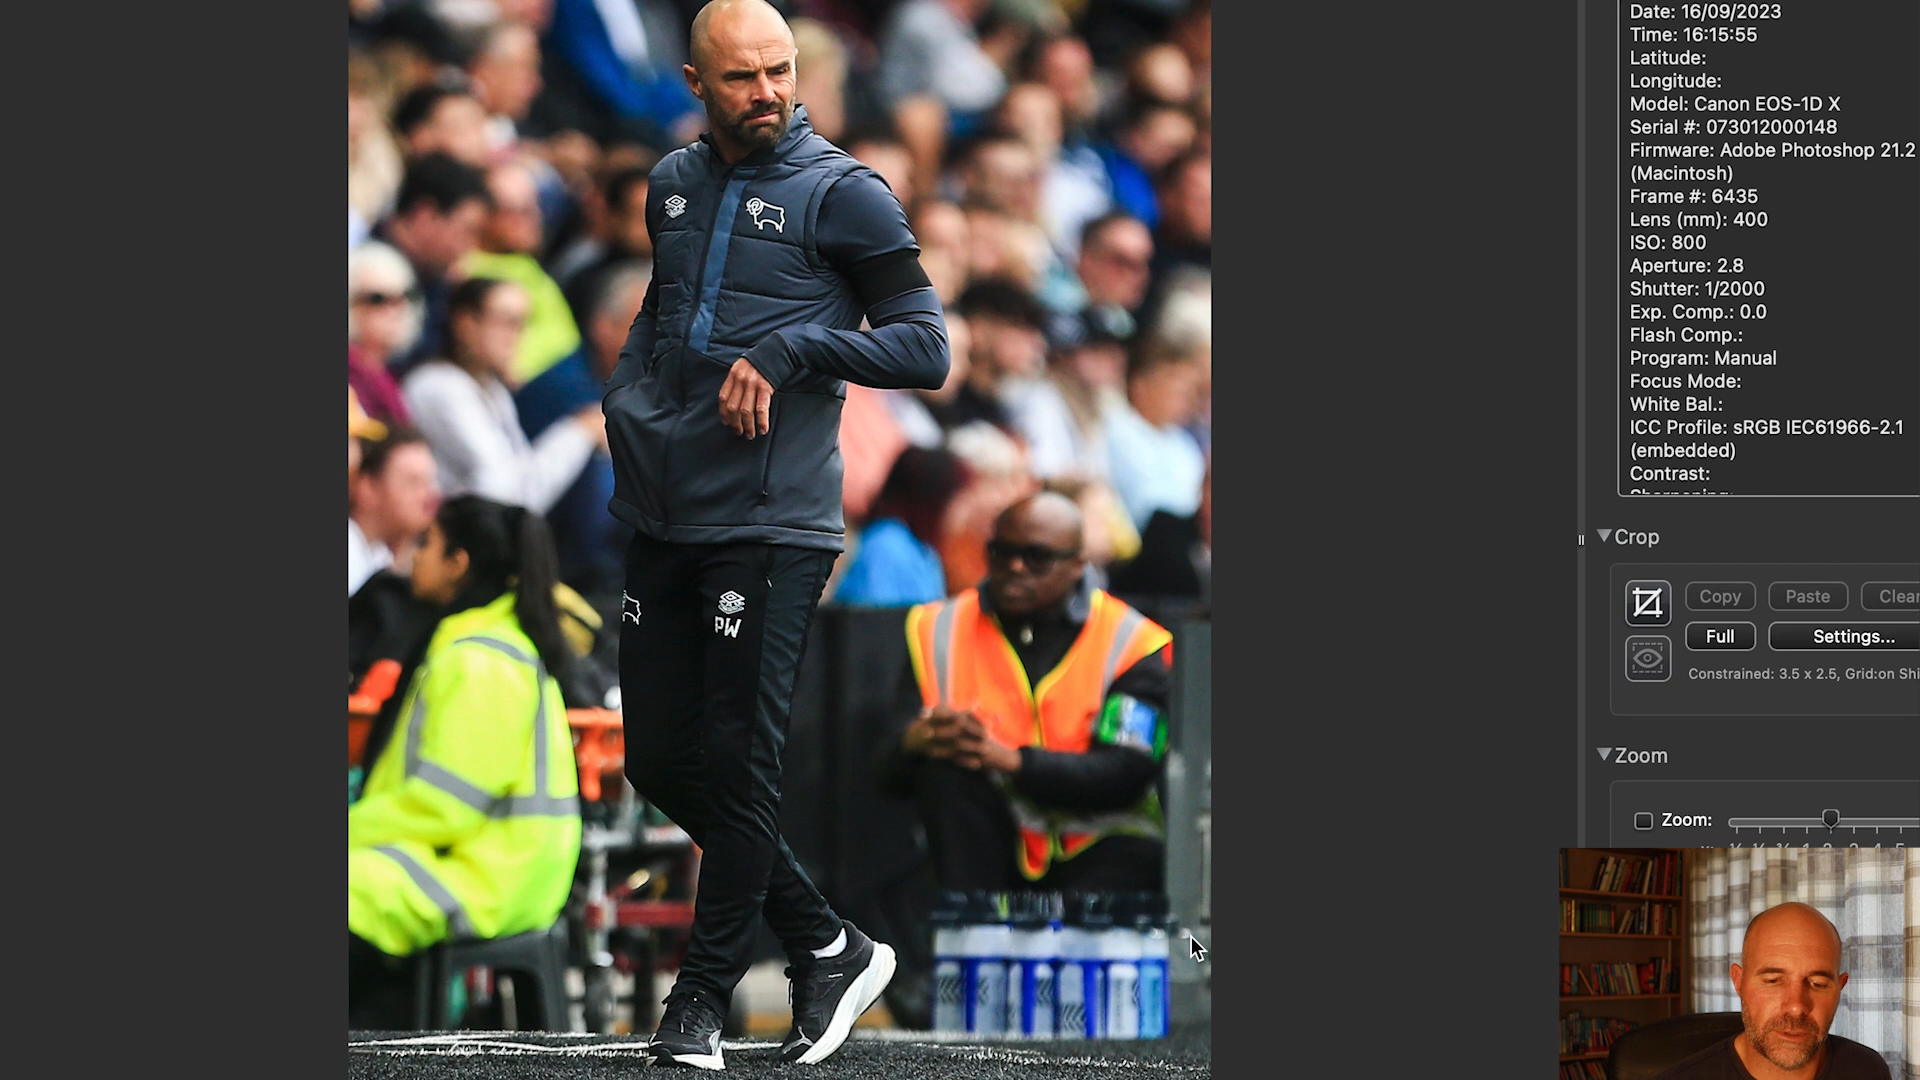 Date: 16/09/2023
Time: 16:15:55
Latitude:
Longitude:
Model: Canon EOS-1D X
Serial #: 073012000148
Firmware: Adobe Photoshop 21.2
(Macintosh)
Frame #: 6435
Lens (mm): 400
ISO: 800
Aperture: 2.8
Shutter: 1/2000
Exp. Comp.: 0.0
Flash Comp.:
Program: Manual
Focus Mode:
White Bal.:
ICC Profile: sRGB IEC61966-2.1
(embedded)
Contrast:
Crop
Copy Paste Clear
Full Settings...
Constrained: 3.5 x 2.5, Grid:on Shi
Zoom
Zoom:
PW